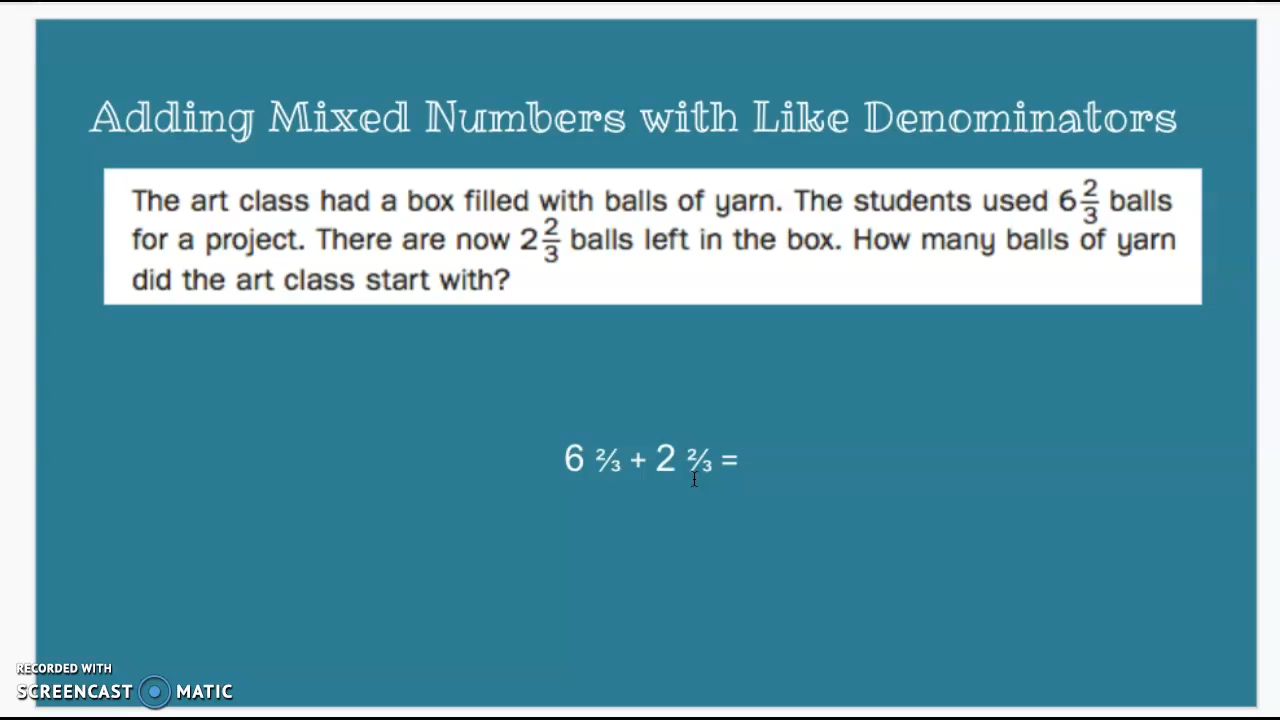 Adding Mixed Numbers with Like Denominators
The art class had a box filled with balls of yarn. The students used 6 2/3 balls
for a project. There are now 2 2/3 balls left in the box. How many balls of yarn
did the art class start with?
6 ⅔ + 2 ⅔ =
RECORDED WITH
SCREENCAST MATIC